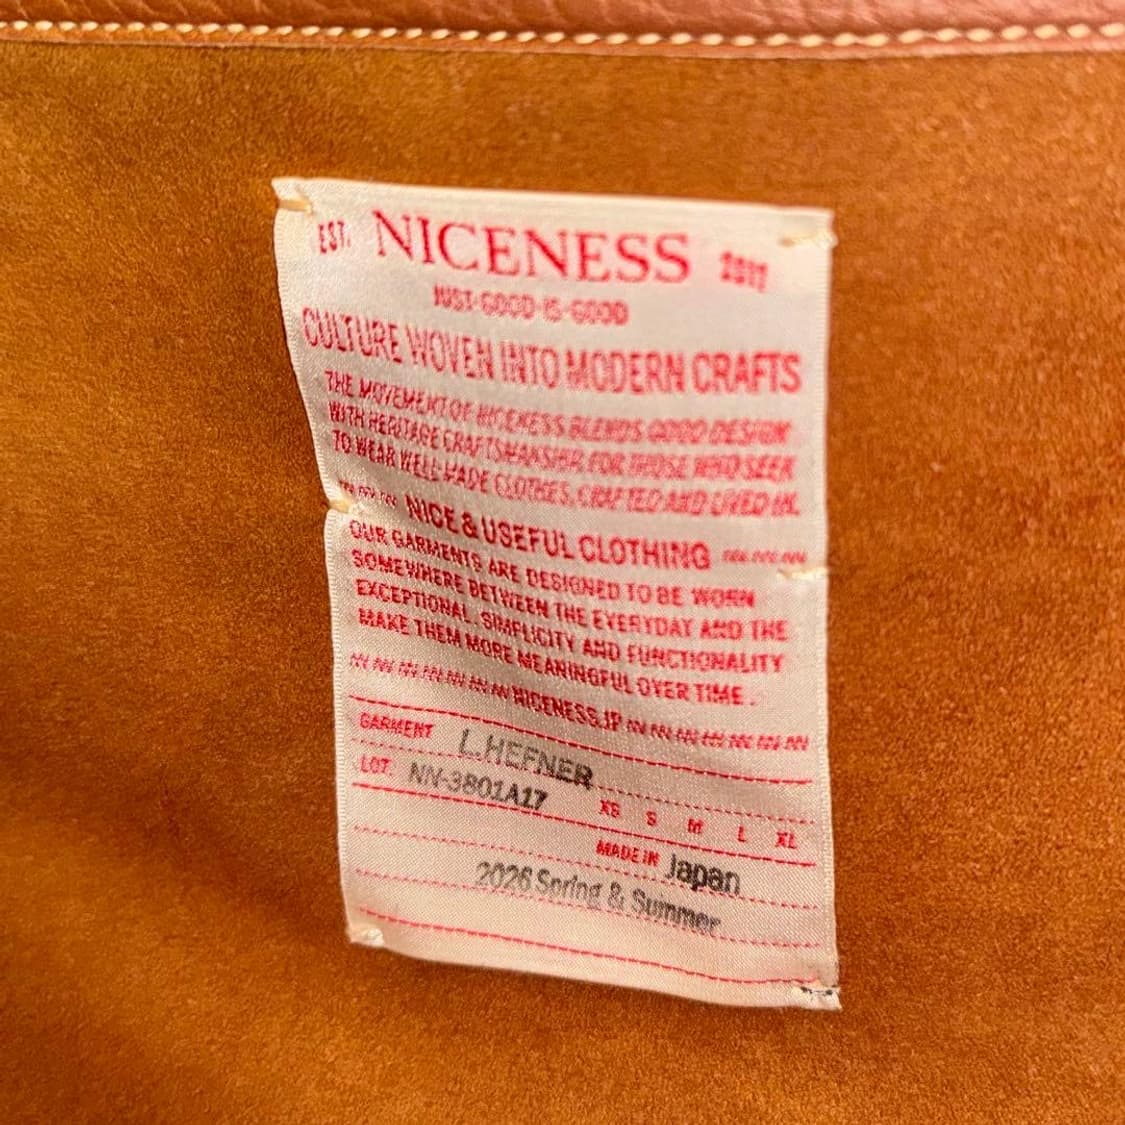 EST. NICENESS
JUST GOOD IS GOOD
CULTURE WOVEN INTO MODERN CRAFTS
THE MOVEMENT OF NICENESS BLENDS GOOD DESIGN
WITH HERITAGE CRAFTSMANSHIP. FOR THOSE WHO SEEK
TO WEAR WELL-MADE CLOTHES, CRAFTED AND LIVED IN.
NICE & USEFUL CLOTHING
OUR GARMENTS ARE DESIGNED TO BE WORN
SOMEWHERE BETWEEN THE EVERYDAY AND THE
EXCEPTIONAL. SIMPLICITY AND FUNCTIONALITY
MAKE THEM MORE MEANINGFUL OVER TIME.
NICENESS.JP
GARMENT L.HEFNER
LOT. NN-3801A17 XS S M L XL
MADE IN Japan
2026 Spring & Summer